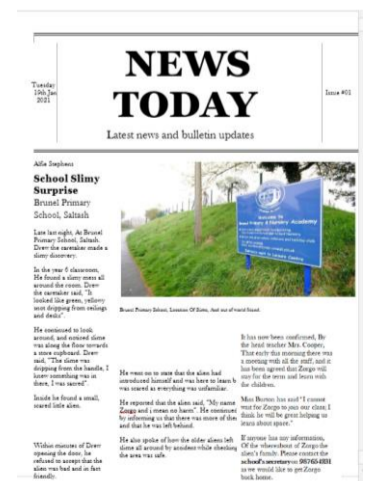 NEWS
TODAY
Latest news and bulletin updates
Tuesday
19th Jan
2021
Issue #01
Alfie Stephens
School Slimy
Surprise
Brunel Primary
School, Saltash
Late last night, At Brunel
Primary School, Saltash.
Drew the caretaker made a
slimy discovery.
In the year 6 classroom,
He found a slimy mess all
around the room. Drew
the caretaker said, "It
looked like green, yellowy
snot dripping from ceilings
and desks".
He continued to look
around, and noticed slime
was along the floor towards
a store cupboard. Drew
said, "The slime was
dripping from the handle, I
knew something was in
there, I was sacred".
Inside he found a small,
scared little alien.
Within minutes of Drew
opening the door, he
refused to accept that the
alien was bad and in fact
friendly.
Welcome to
Primary & Nursery Academy
Brunel Primary School, Location Of Slime, And out of world found.
He went on to state that the alien had
introduced himself and was here to learn b
was scared as everything was unfamiliar.
He reported that the alien said, "My name
Zorgo and i mean no harm". He continued
by informing us that there was more of them
and that he was left behind.
He also spoke of how the older aliens left
slime all around by accident while checking
the area was safe.
It has now been confirmed, By
the head teacher Mrs. Cooper,
That early this morning there was
a meeting with all the staff, and it
has been agreed that Zorgo will
stay for the term and learn with
the children.
Miss Burton has said "I cannot
wait for Zorgo to join our class; I
think he will be great helping us
learn about space."
If anyone has any information,
Of the whereabouts of Zorgo the
alien's family. Please contact the
school's secretary on
as we would like to get Zorgo
back home.